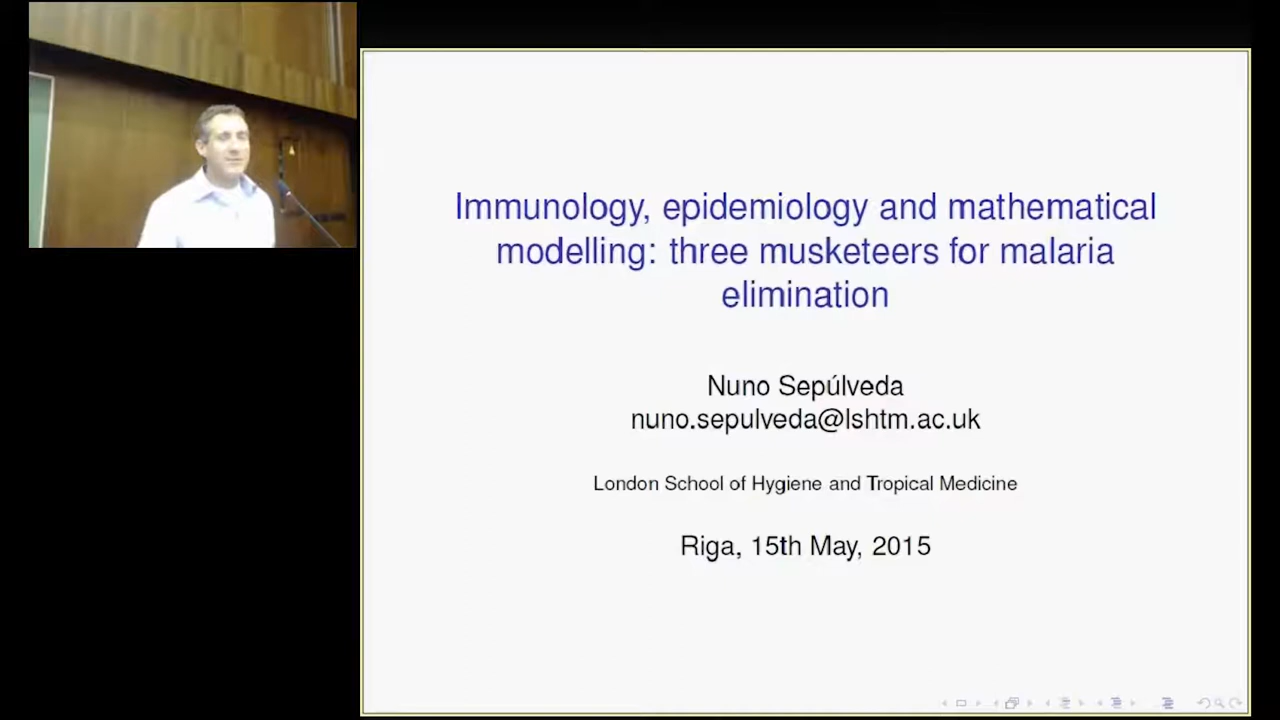 Immunology, epidemiology and mathematical
modelling: three musketeers for malaria
elimination
Nuno Sepúlveda
nuno.sepulveda@lshtm.ac.uk
London School of Hygiene and Tropical Medicine
Riga, 15th May, 2015